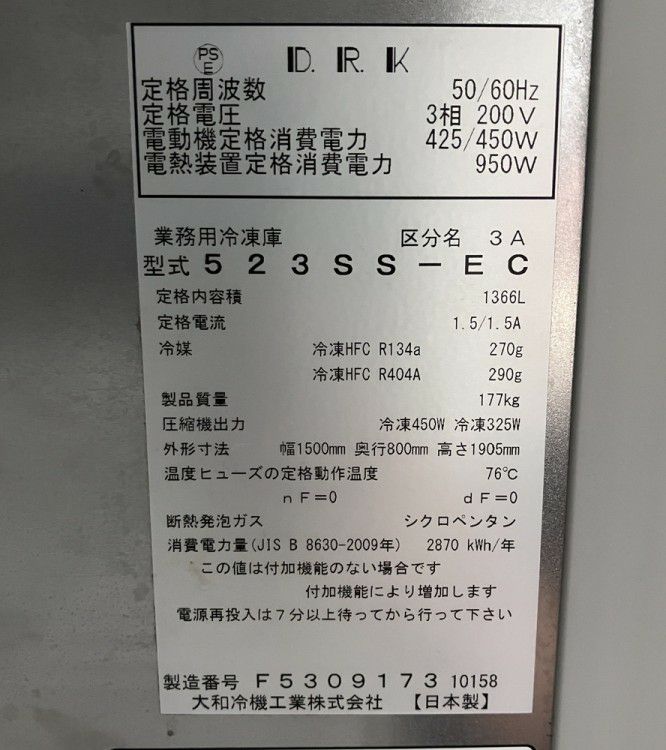 PS E D.R.K
定格周波数 50/60Hz
定格電圧 3相 200V
電動機定格消費電力 425/450W
電熱装置定格消費電力 950W
業務用冷凍庫 区分名 3A
型式 523SS-EC
定格内容積 1366L
定格電流 1.5/1.5A
冷媒 冷凍HFC R134a 270g
冷凍HFC R404A 290g
製品質量 177kg
圧縮機出力 冷凍450W 冷凍325W
外形寸法 幅1500mm 奥行800mm 高さ1905mm
温度ヒューズの定格動作温度 76℃
nF=0 dF=0
断熱発泡ガス シクロペンタン
消費電力量(JIS B 8630-2009年) 2870 kWh/年
この値は付加機能のない場合です
付加機能により増加します
電源再投入は7分以上待ってから行って下さい
製造番号 F5309173 10158
大和冷機工業株式会社 【日本製】